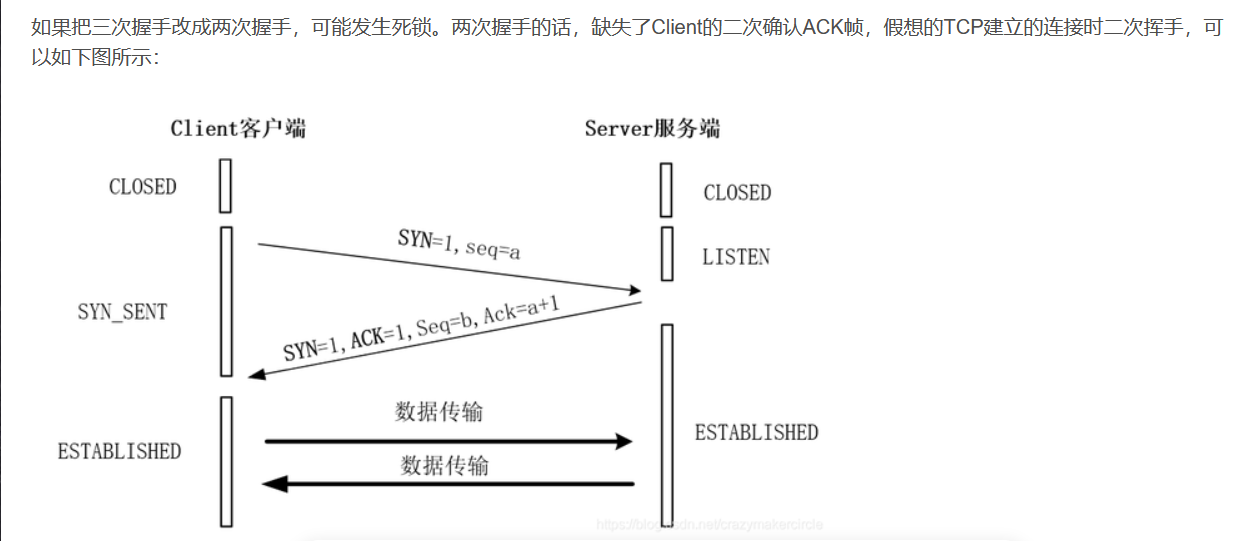 如果把三次握手改成两次握手，可能发生死锁。两次握手的话，缺失了Client的二次确认ACK帧，假想的TCP建立的连接时二次挥手，可
以如下图所示：
Client客户端
Server服务端
CLOSED
CLOSED
SYN=1, seq=a
LISTEN
SYN_SENT
SYN=1, ACK=1, Seq=b, Ack=a+1
数据传输
ESTABLISHED
ESTABLISHED
数据传输
https://blog.csdn.net/crazymakercircle